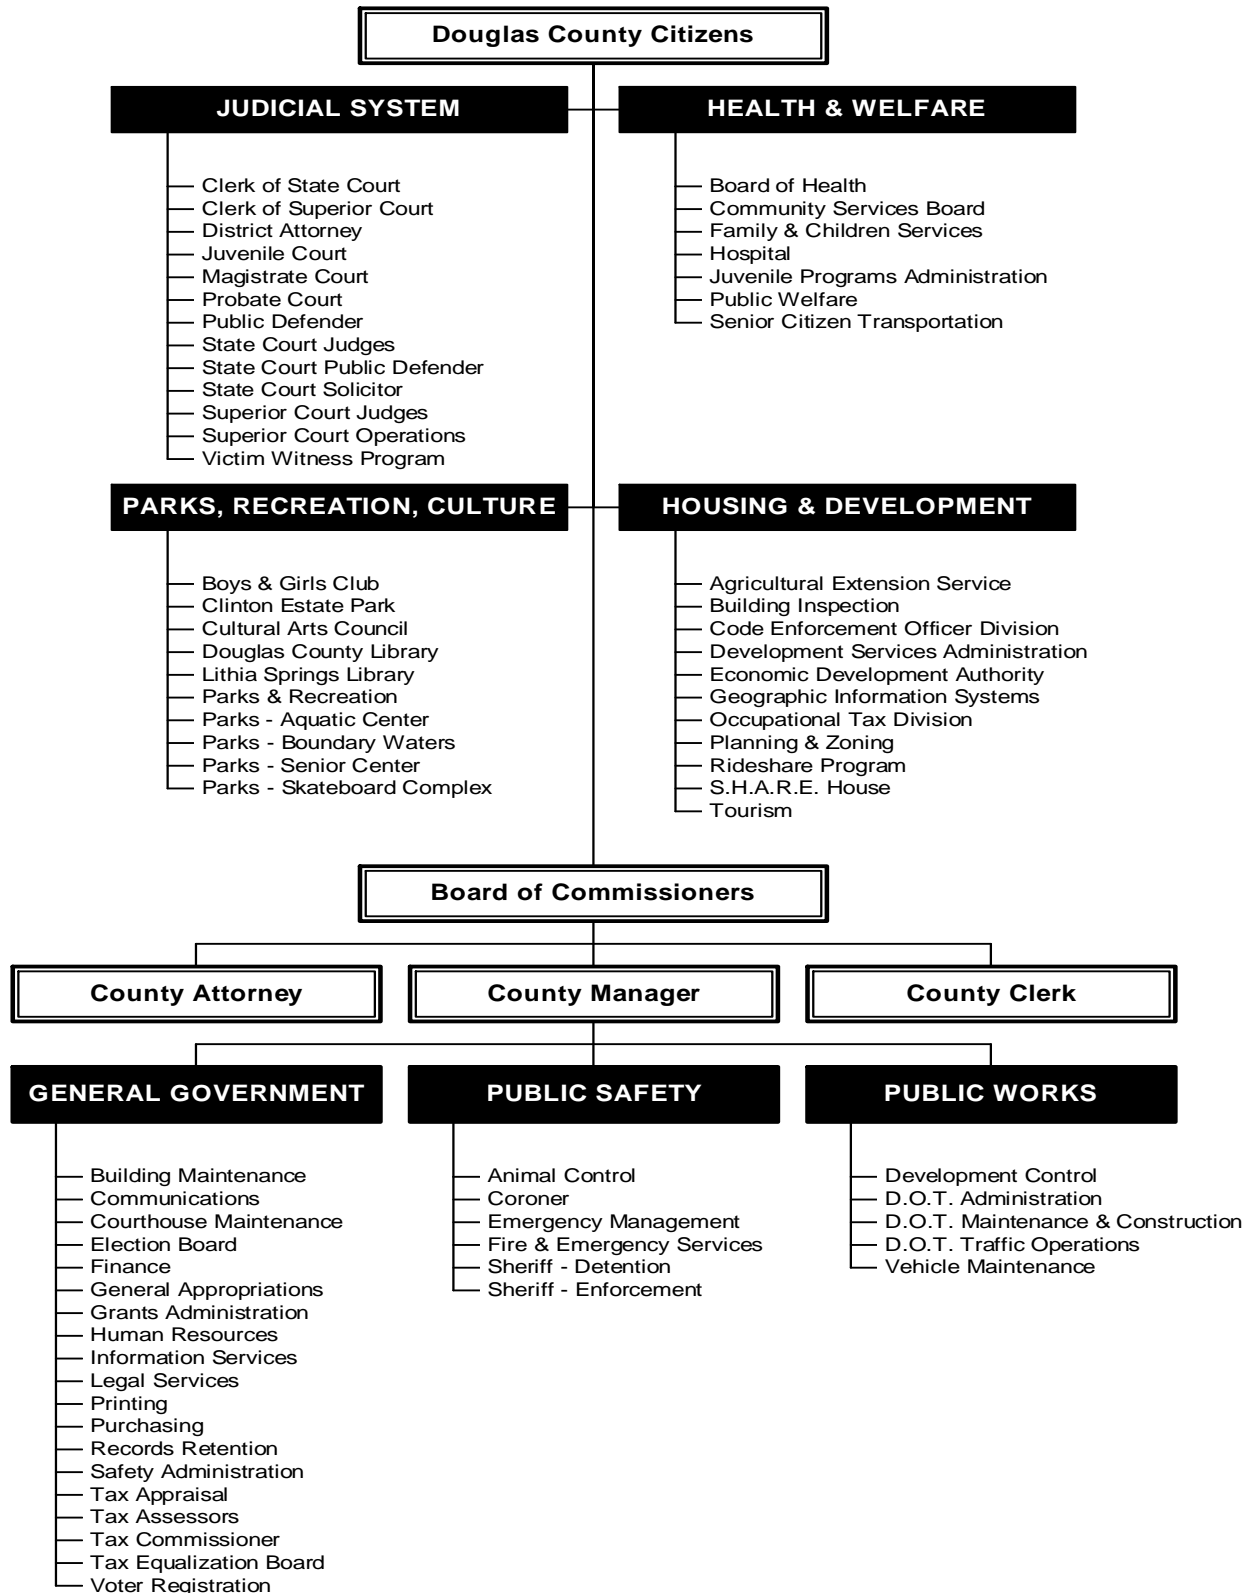 Douglas County Citizens
JUDICIAL SYSTEM
Clerk of State Court
Clerk of Superior Court
District Attorney
Juvenile Court
Magistrate Court
Probate Court
Public Defender
State Court Judges
State Court Public Defender
State Court Solicitor
Superior Court Judges
Superior Court Operations
Victim Witness Program
HEALTH & WELFARE
Board of Health
Community Services Board
Family & Children Services
Hospital
Juvenile Programs Administration
Public Welfare
Senior Citizen Transportation
PARKS, RECREATION, CULTURE
Boys & Girls Club
Clinton Estate Park
Cultural Arts Council
Douglas County Library
Lithia Springs Library
Parks & Recreation
Parks - Aquatic Center
Parks - Boundary Waters
Parks - Senior Center
Parks - Skateboard Complex
HOUSING & DEVELOPMENT
Agricultural Extension Service
Building Inspection
Code Enforcement Officer Division
Development Services Administration
Economic Development Authority
Geographic Information Systems
Occupational Tax Division
Planning & Zoning
Rideshare Program
S.H.A.R.E. House
Tourism
Board of Commissioners
County Attorney
County Manager
County Clerk
GENERAL GOVERNMENT
Building Maintenance
Communications
Courthouse Maintenance
Election Board
Finance
General Appropriations
Grants Administration
Human Resources
Information Services
Legal Services
Printing
Purchasing
Records Retention
Safety Administration
Tax Appraisal
Tax Assessors
Tax Commissioner
Tax Equalization Board
Voter Registration
PUBLIC SAFETY
Animal Control
Coroner
Emergency Management
Fire & Emergency Services
Sheriff - Detention
Sheriff - Enforcement
PUBLIC WORKS
Development Control
D.O.T. Administration
D.O.T. Maintenance & Construction
D.O.T. Traffic Operations
Vehicle Maintenance